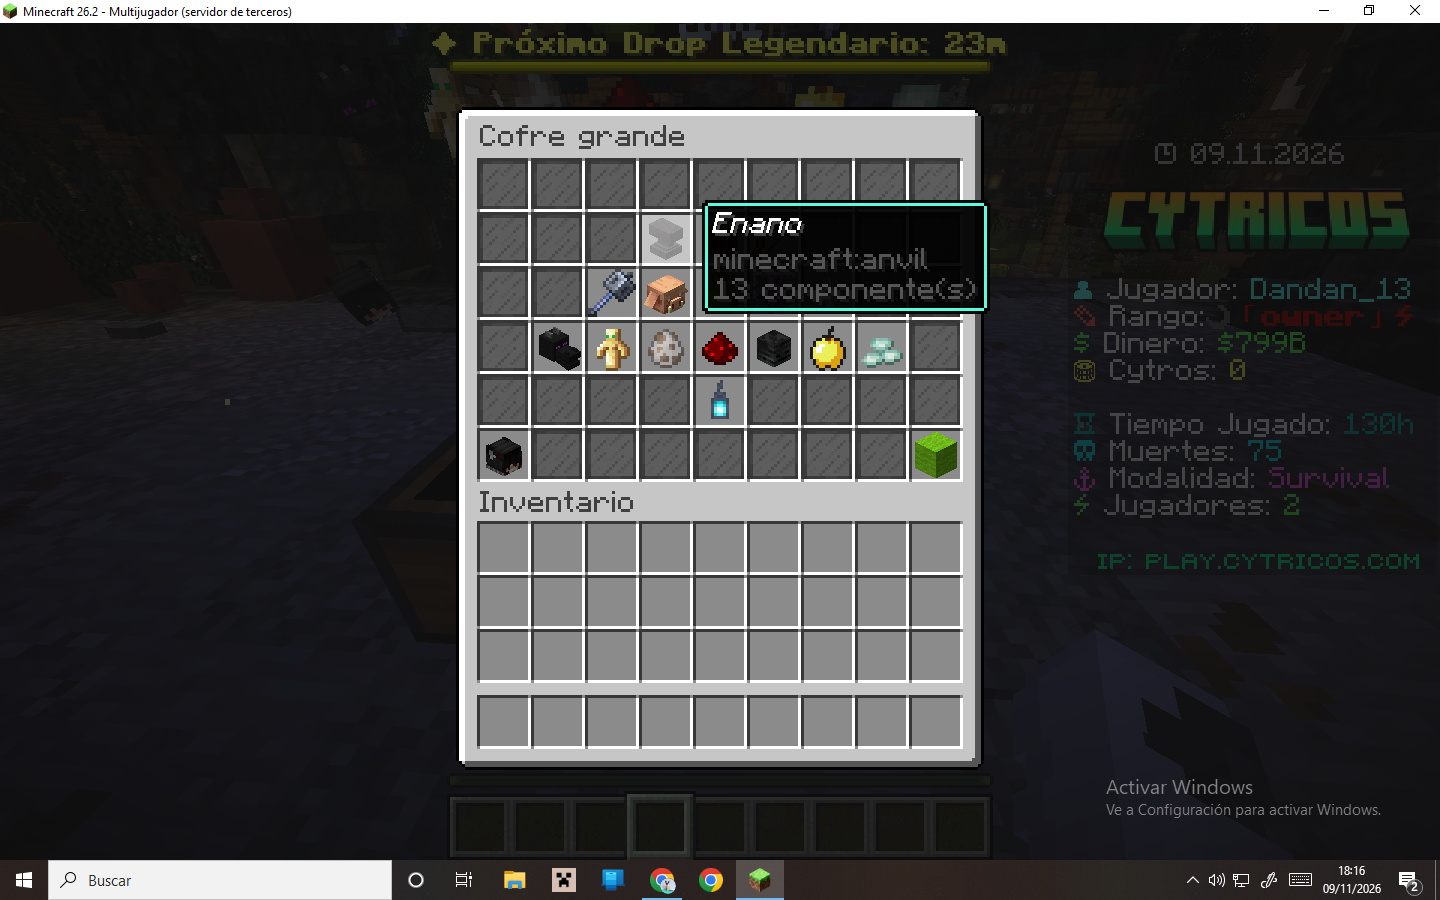 Minecraft 26.2 - Multijugador (servidor de terceros)
✦ Próximo Drop Legendario: 23m
Cofre grande
Enano
minecraft:anvil
13 componente(s)
Inventario
09.11.2026
CYTRICOS
Jugador: Dandan_13
Rango: 「owner」
$ Dinero: $799B
Cytros: 0
Tiempo Jugado: 130h
Muertes: 75
Modalidad: Survival
Jugadores: 2
IP: PLAY.CYTRICOS.COM
Activar Windows
Ve a Configuración para activar Windows.
Buscar
18:16
09/11/2026
2